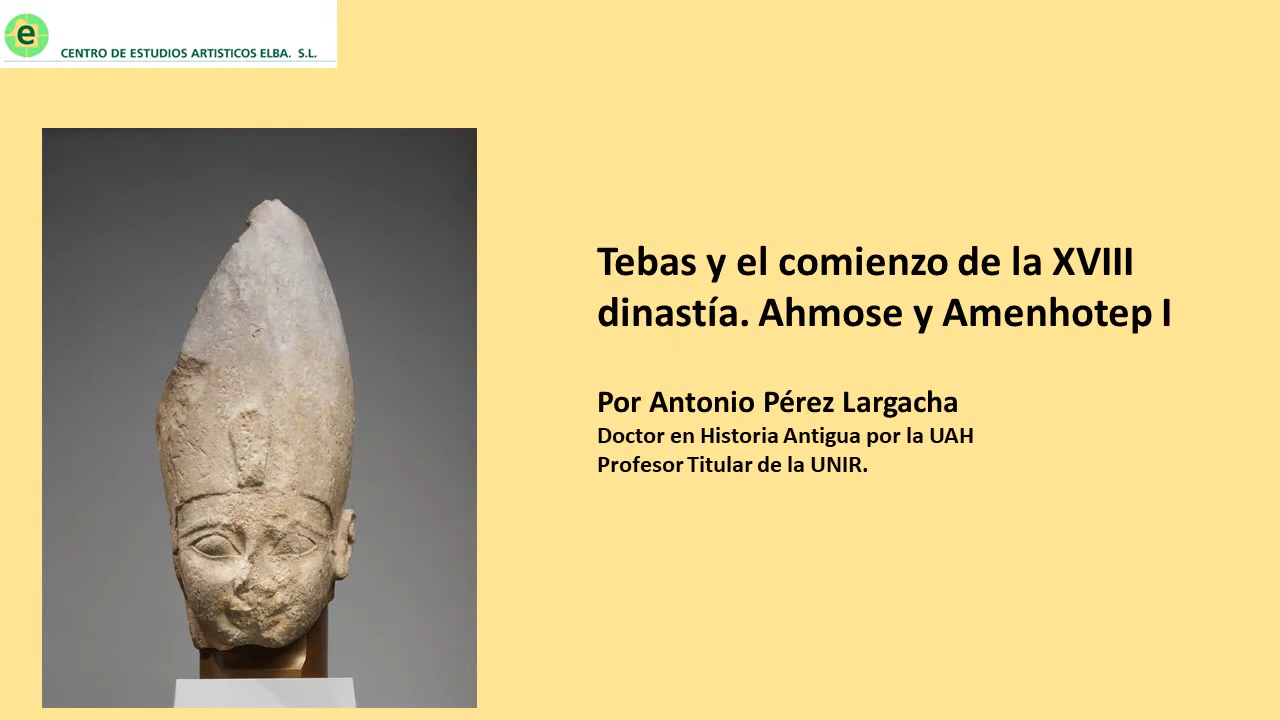 e
CENTRO DE ESTUDIOS ARTISTICOS ELBA. S.L.
Tebas y el comienzo de la XVIII
dinastía. Ahmose y Amenhotep I
Por Antonio Pérez Largacha
Doctor en Historia Antigua por la UAH
Profesor Titular de la UNIR.